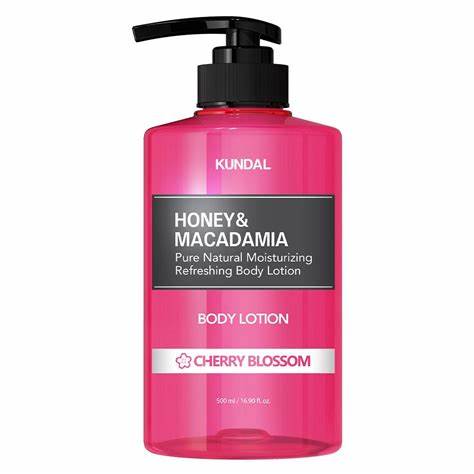 KUNDAL
HONEY&
MACADAMIA
Pure Natural Moisturizing
Refreshing Body Lotion
BODY LOTION
CHERRY BLOSSOM
500 ml / 16.90 fl. oz.